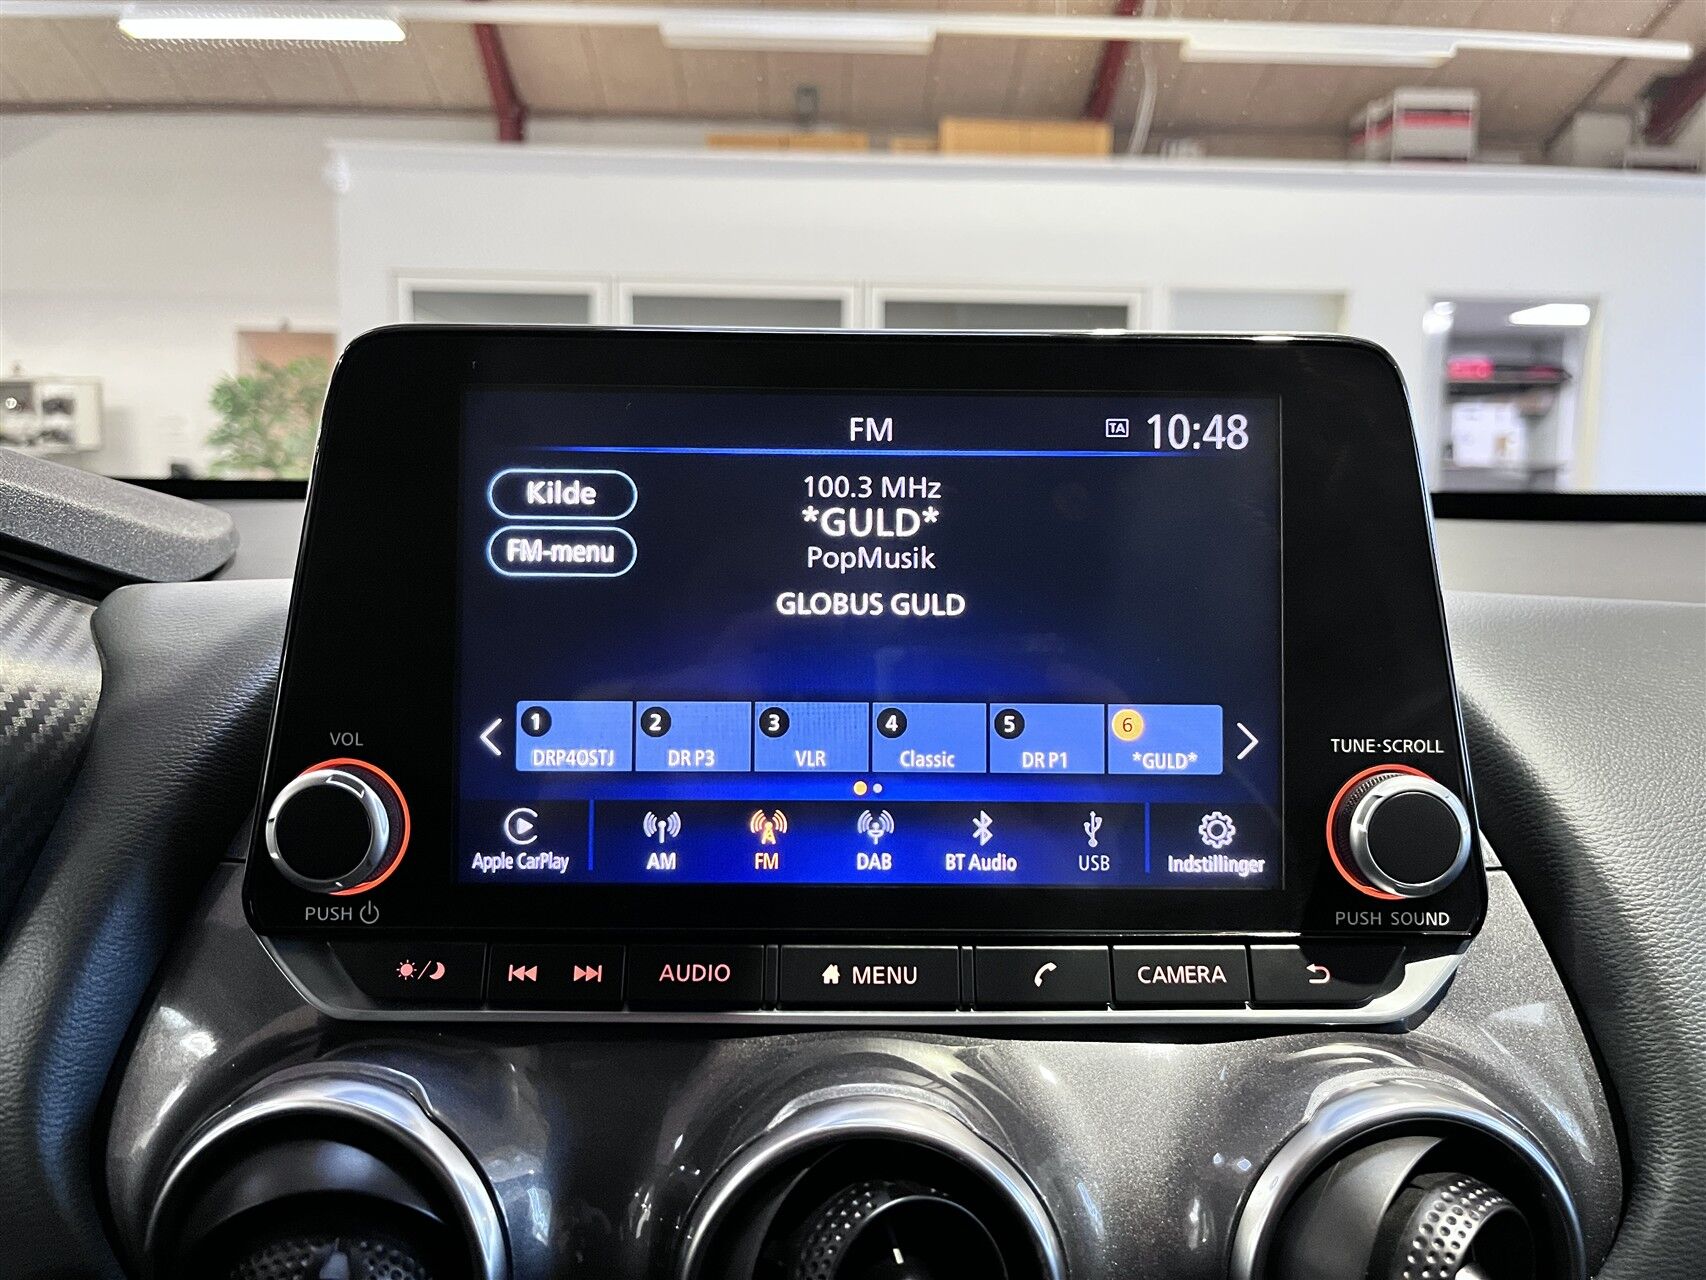 FM
TA 10:48
Kilde
100.3 MHz
*GULD*
FM-menu
PopMusik
GLOBUS GULD
1 2 3 4 5 6
DRP4OSTJ DR P3 VLR Classic DR P1 *GULD*
VOL
TUNE·SCROLL
Apple CarPlay AM FM DAB BT Audio USB Indstillinger
PUSH
PUSH SOUND
AUDIO MENU CAMERA